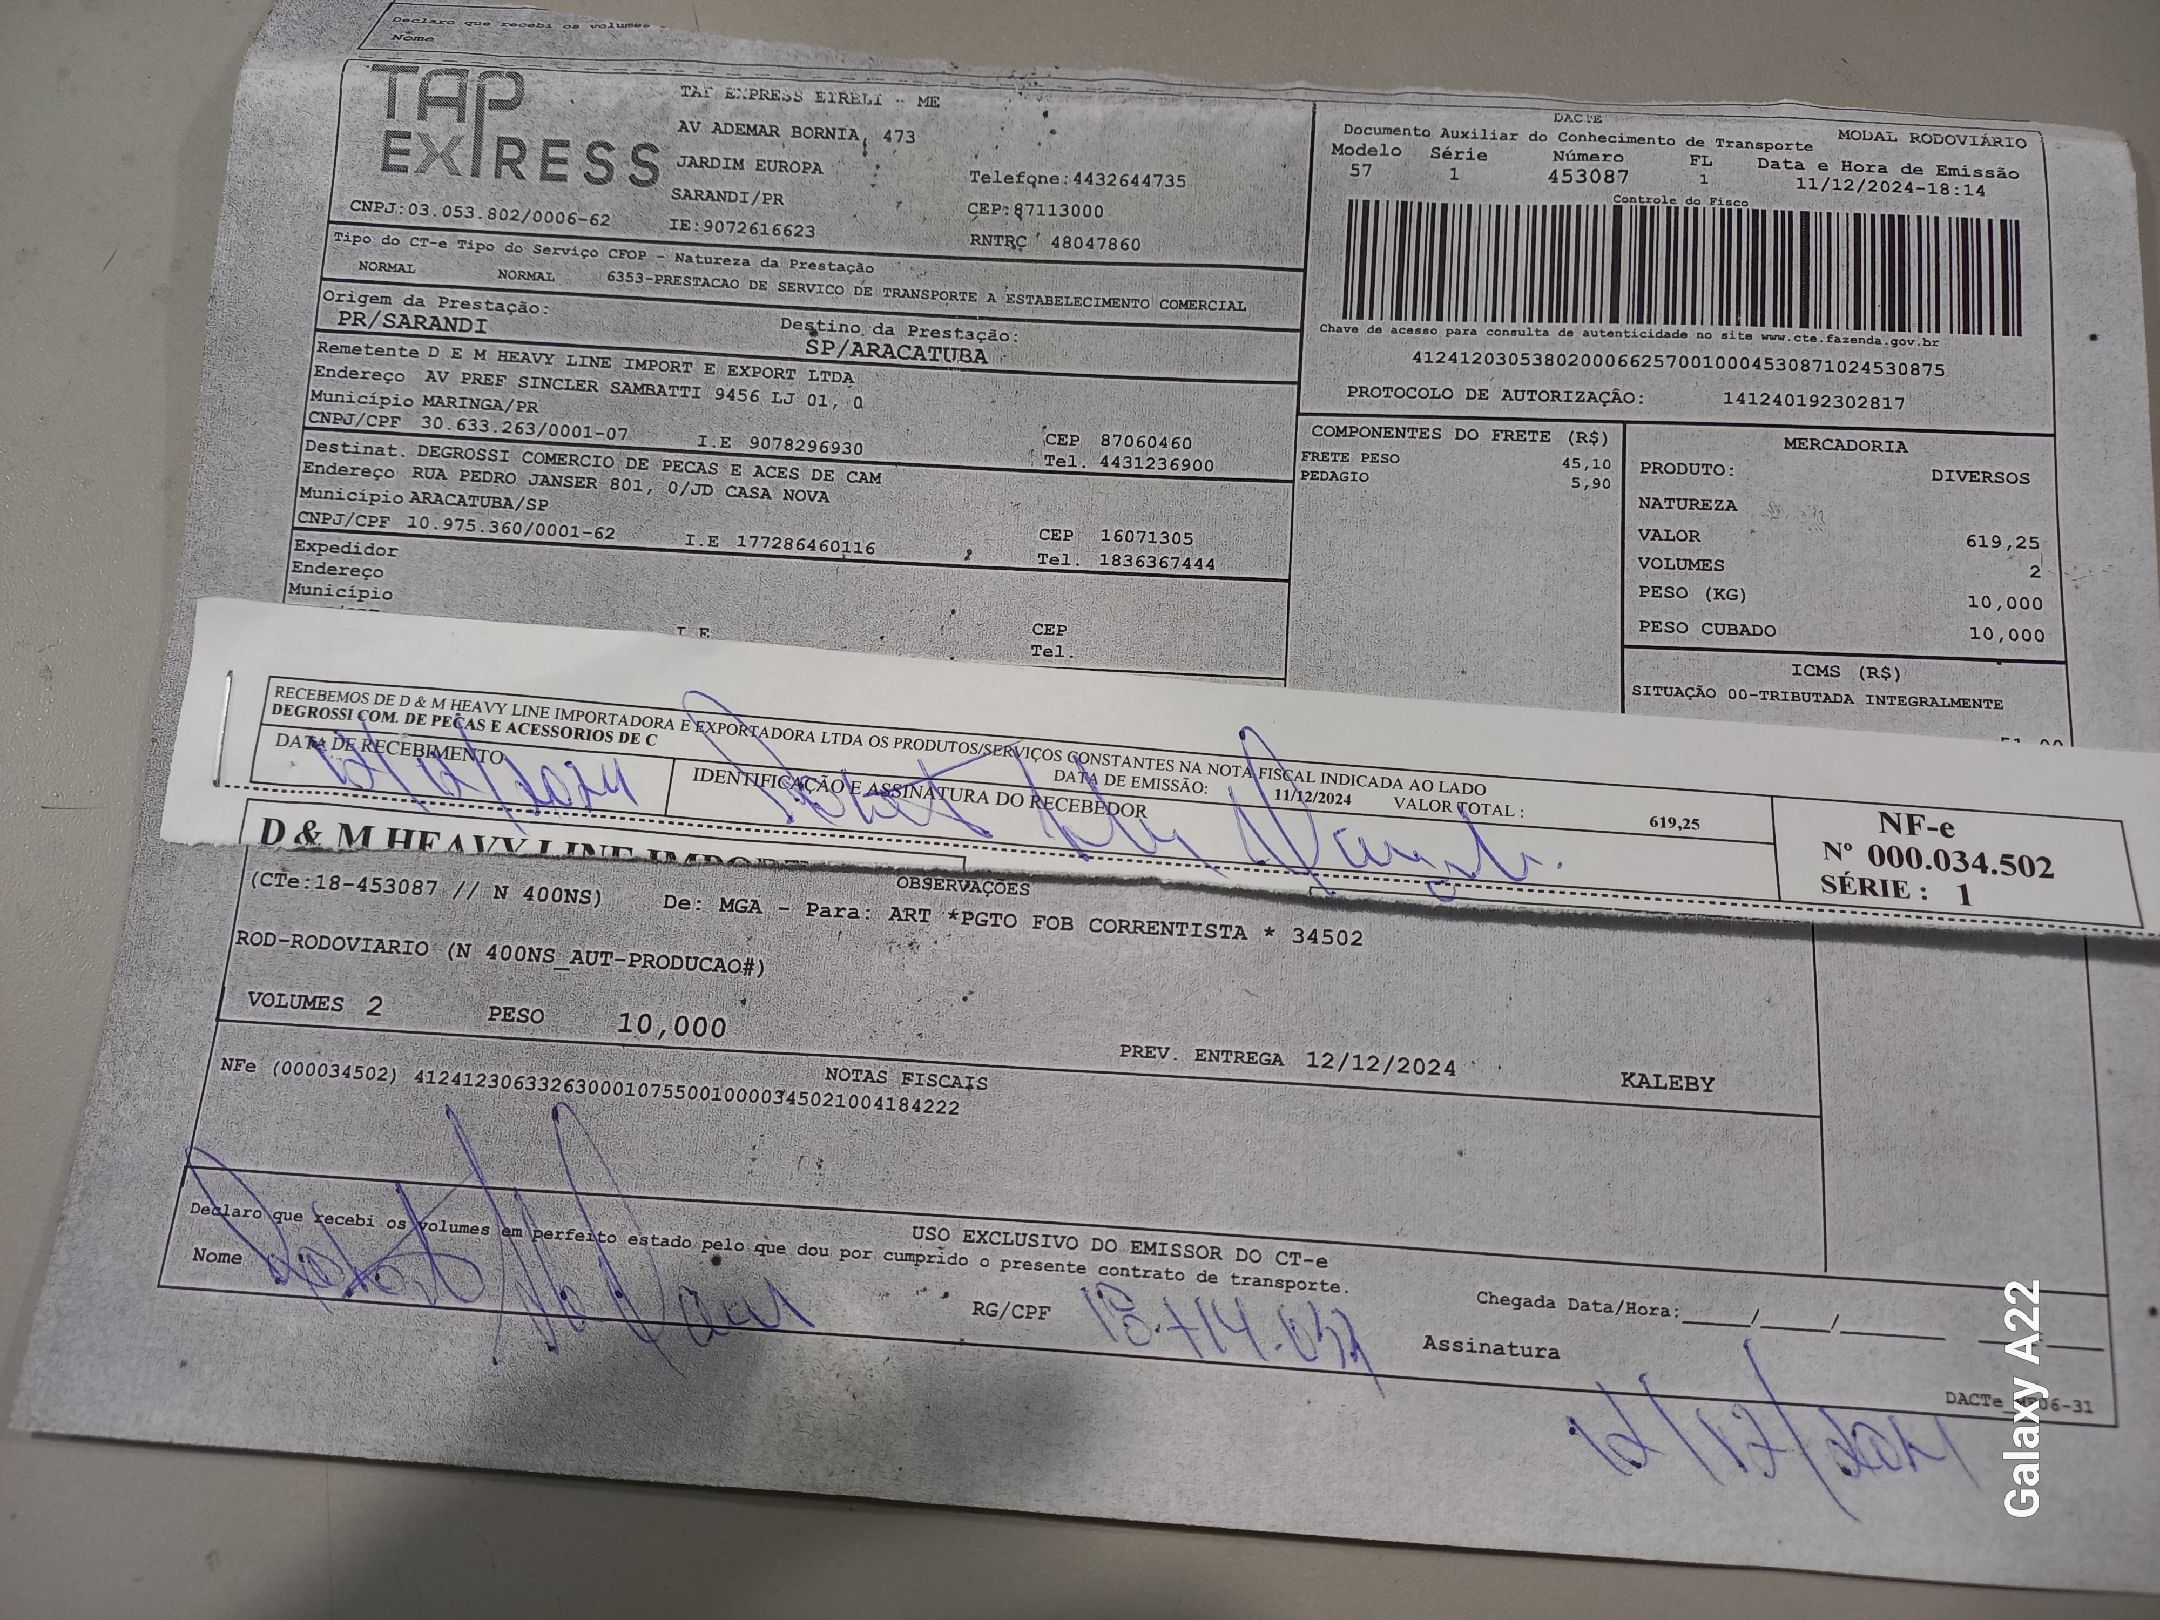 Declaro que recebi os volumes
Nome
TAP EXPRESS
TAP EXPRESS EIRELI - ME
AV ADEMAR BORNIA, 473
JARDIM EUROPA
SARANDI/PR
Telefone:4432644735
CEP:87113000
CNPJ:03.053.802/0006-62
IE:9072616623
RNTRC 48047860
DACTE
MODAL RODOVIÁRIO
Documento Auxiliar do Conhecimento de Transporte
Modelo Série Número FL Data e Hora de Emissão
57 1 453087 1 11/12/2024-18:14
Controle do Fisco
Chave de acesso para consulta de autenticidade no site www.cte.fazenda.gov.br
41241203053802000662570010004530871024530875
PROTOCOLO DE AUTORIZAÇÃO: 141240192302817
Tipo do CT-e Tipo do Serviço CFOP - Natureza da Prestação
NORMAL NORMAL 6353-PRESTACAO DE SERVICO DE TRANSPORTE A ESTABELECIMENTO COMERCIAL
Origem da Prestação: Destino da Prestação:
PR/SARANDI SP/ARACATUBA
Remetente D E M HEAVY LINE IMPORT E EXPORT LTDA
Endereço AV PREF SINCLER SAMBATTI 9456 LJ 01, 0
Município MARINGA/PR CEP 87060460
CNPJ/CPF 30.633.263/0001-07 I.E 9078296930 Tel. 4431236900
Destinat. DEGROSSI COMERCIO DE PECAS E ACES DE CAM
Endereço RUA PEDRO JANSER 801, 0/JD CASA NOVA
Município ARACATUBA/SP CEP 16071305
CNPJ/CPF 10.975.360/0001-62 I.E 177286460116 Tel. 1836367444
Expedidor
Endereço
Município CEP
I.E Tel.
COMPONENTES DO FRETE (R$)
FRETE PESO 45,10
PEDAGIO 5,90
MERCADORIA
PRODUTO: DIVERSOS
NATUREZA
VALOR 619,25
VOLUMES 2
PESO (KG) 10,000
PESO CUBADO 10,000
ICMS (R$)
SITUAÇÃO 00-TRIBUTADA INTEGRALMENTE
RECEBEMOS DE D & M HEAVY LINE IMPORTADORA E EXPORTADORA LTDA OS PRODUTOS/SERVIÇOS CONSTANTES NA NOTA FISCAL INDICADA AO LADO
DEGROSSI COM. DE PEÇAS E ACESSORIOS DE C
DATA DE EMISSÃO: 11/12/2024 VALOR TOTAL : 619,25
DATA DE RECEBIMENTO
12/12/2024
IDENTIFICAÇÃO E ASSINATURA DO RECEBEDOR
NF-e
Nº 000.034.502
SÉRIE : 1
D & M HEAVY LINE
OBSERVAÇÕES
(CTe:18-453087 // N 400NS) De: MGA - Para: ART *PGTO FOB CORRENTISTA * 34502
ROD-RODOVIARIO (N 400NS_AUT-PRODUCAO#)
VOLUMES 2 PESO 10,000
PREV. ENTREGA 12/12/2024 KALEBY
NOTAS FISCAIS
NFe (000034502) 41241230633263000107550010000345021004184222
USO EXCLUSIVO DO EMISSOR DO CT-e
Declaro que recebi os volumes em perfeito estado pelo que dou por cumprido o presente contrato de transporte.
Nome
RG/CPF
Chegada Data/Hora:____/____/______
Assinatura
12/12/2024
Galaxy A22